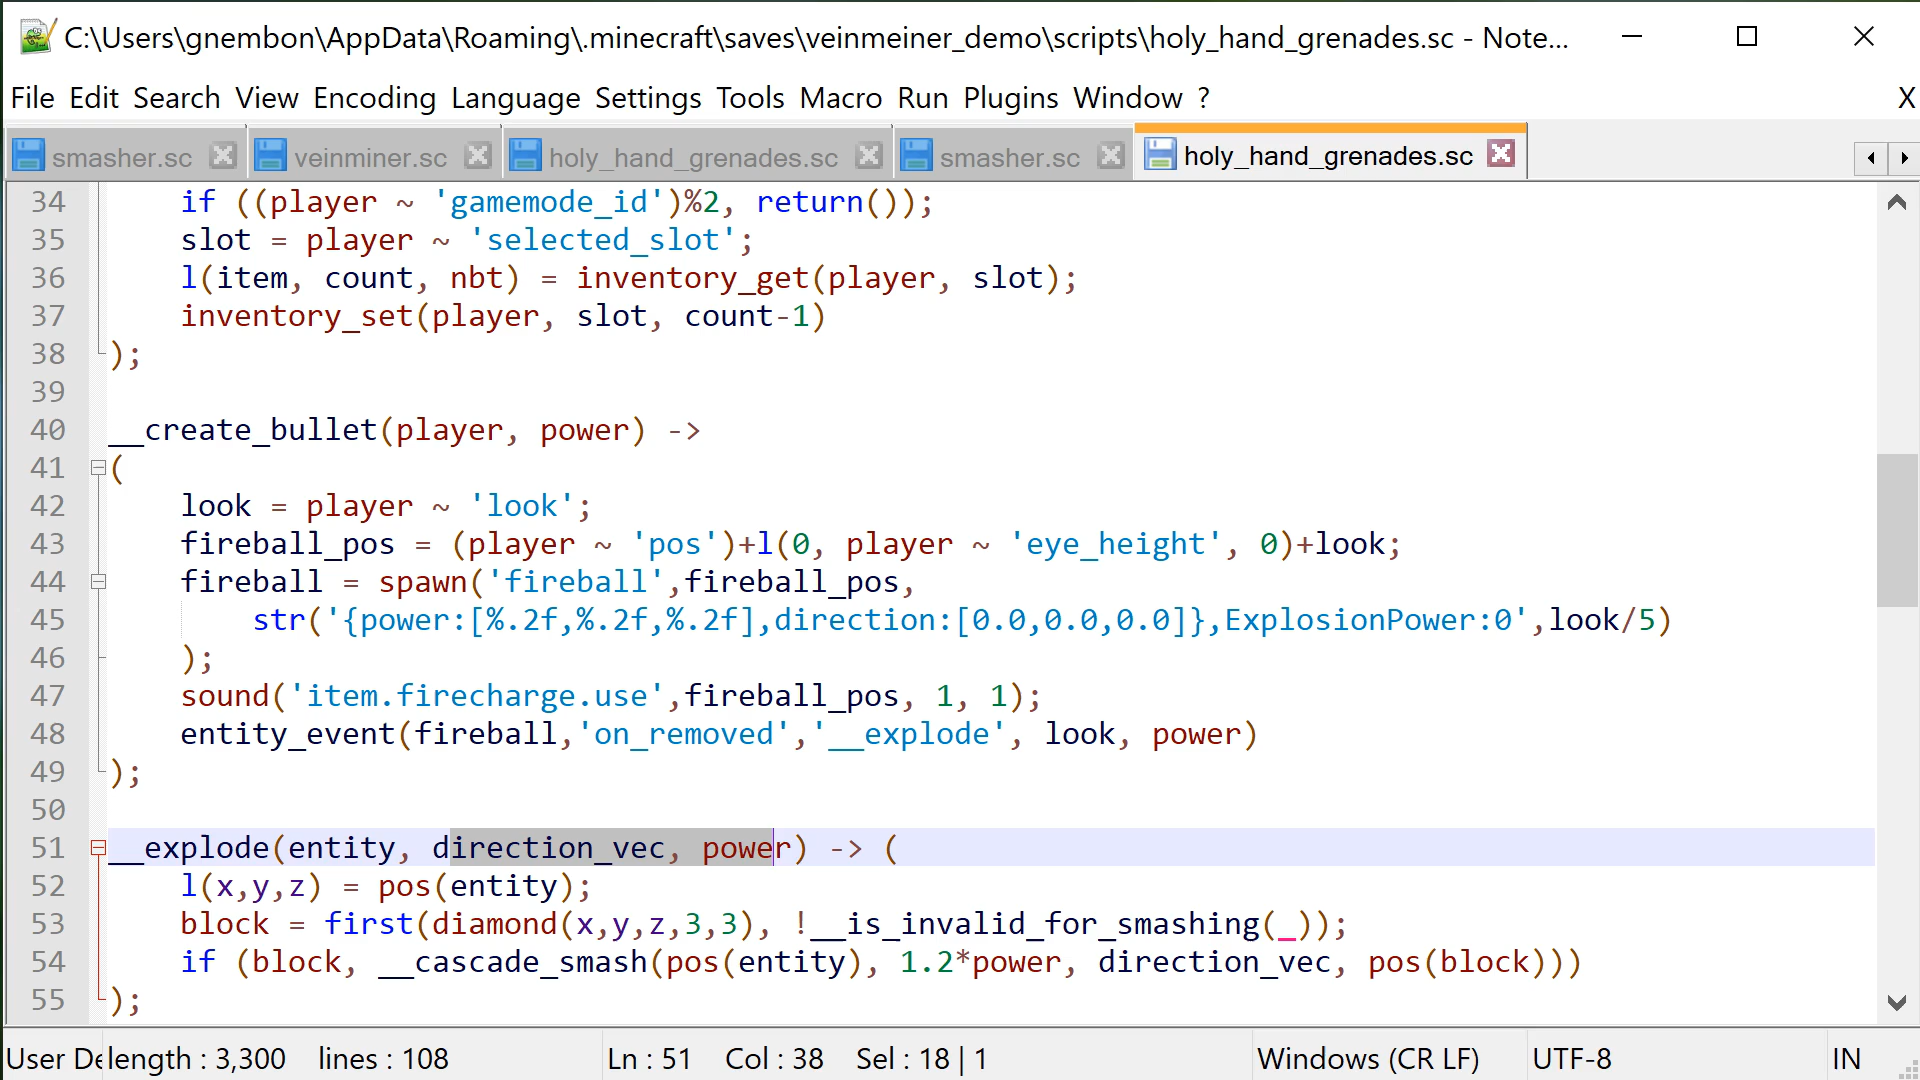 C:\Users\gnembon\AppData\Roaming\.minecraft\saves\veinmeiner_demo\scripts\holy_hand_grenades.sc - Note...
File Edit Search View Encoding Language Settings Tools Macro Run Plugins Window ? X
smasher.sc veinminer.sc holy_hand_grenades.sc smasher.sc holy_hand_grenades.sc
34 if ((player ~ 'gamemode_id')%2, return());
35 slot = player ~ 'selected_slot';
36 l(item, count, nbt) = inventory_get(player, slot);
37 inventory_set(player, slot, count-1)
38 );
39
40 __create_bullet(player, power) ->
41 (
42 look = player ~ 'look';
43 fireball_pos = (player ~ 'pos')+l(0, player ~ 'eye_height', 0)+look;
44 fireball = spawn('fireball',fireball_pos,
45 str('{power:[%.2f,%.2f,%.2f],direction:[0.0,0.0,0.0]},ExplosionPower:0',look/5)
46 );
47 sound('item.firecharge.use',fireball_pos, 1, 1);
48 entity_event(fireball,'on_removed','__explode', look, power)
49 );
50
51 __explode(entity, direction_vec, power) -> (
52 l(x,y,z) = pos(entity);
53 block = first(diamond(x,y,z,3,3), !__is_invalid_for_smashing(_));
54 if (block, __cascade_smash(pos(entity), 1.2*power, direction_vec, pos(block)))
55 );
User De length : 3,300 lines : 108 Ln : 51 Col : 38 Sel : 18 | 1 Windows (CR LF) UTF-8 IN